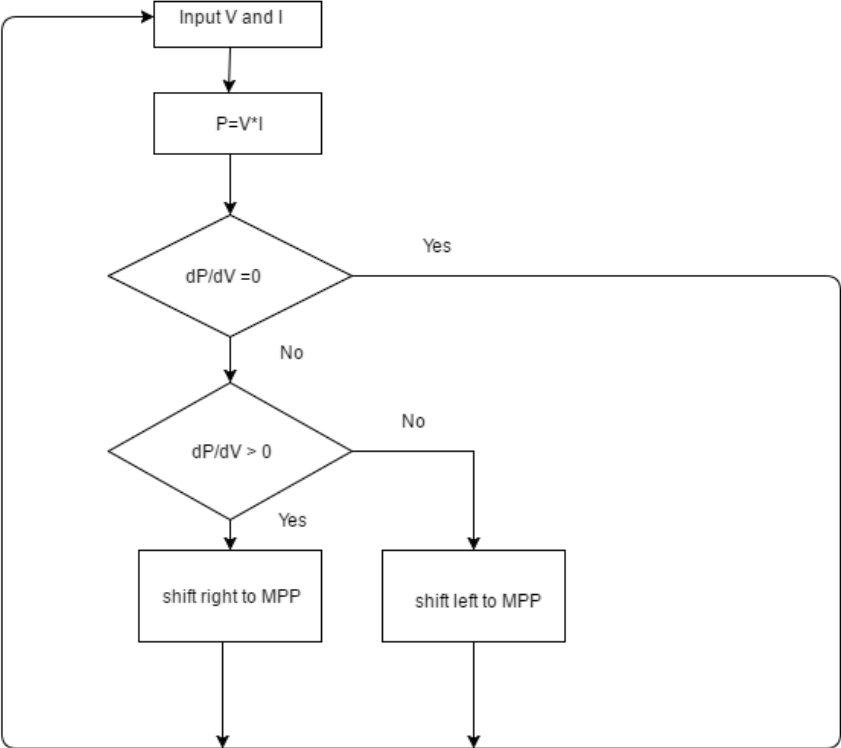 Input V and I
P=V*I
dP/dV =0
Yes
No
dP/dV > 0
No
Yes
shift right to MPP
shift left to MPP